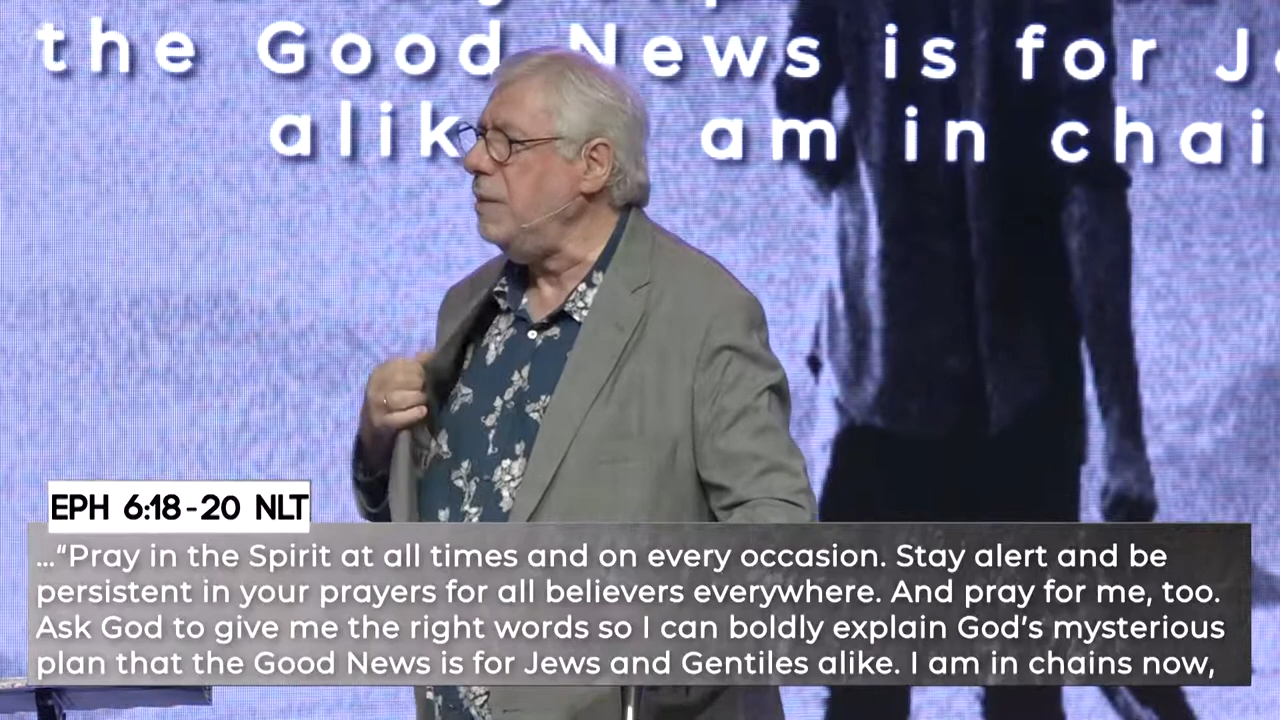 the Good News is for J
alik am in chai
EPH 6:18-20 NLT
..."Pray in the Spirit at all times and on every occasion. Stay alert and be
persistent in your prayers for all believers everywhere. And pray for me, too.
Ask God to give me the right words so I can boldly explain God's mysterious
plan that the Good News is for Jews and Gentiles alike. I am in chains now,